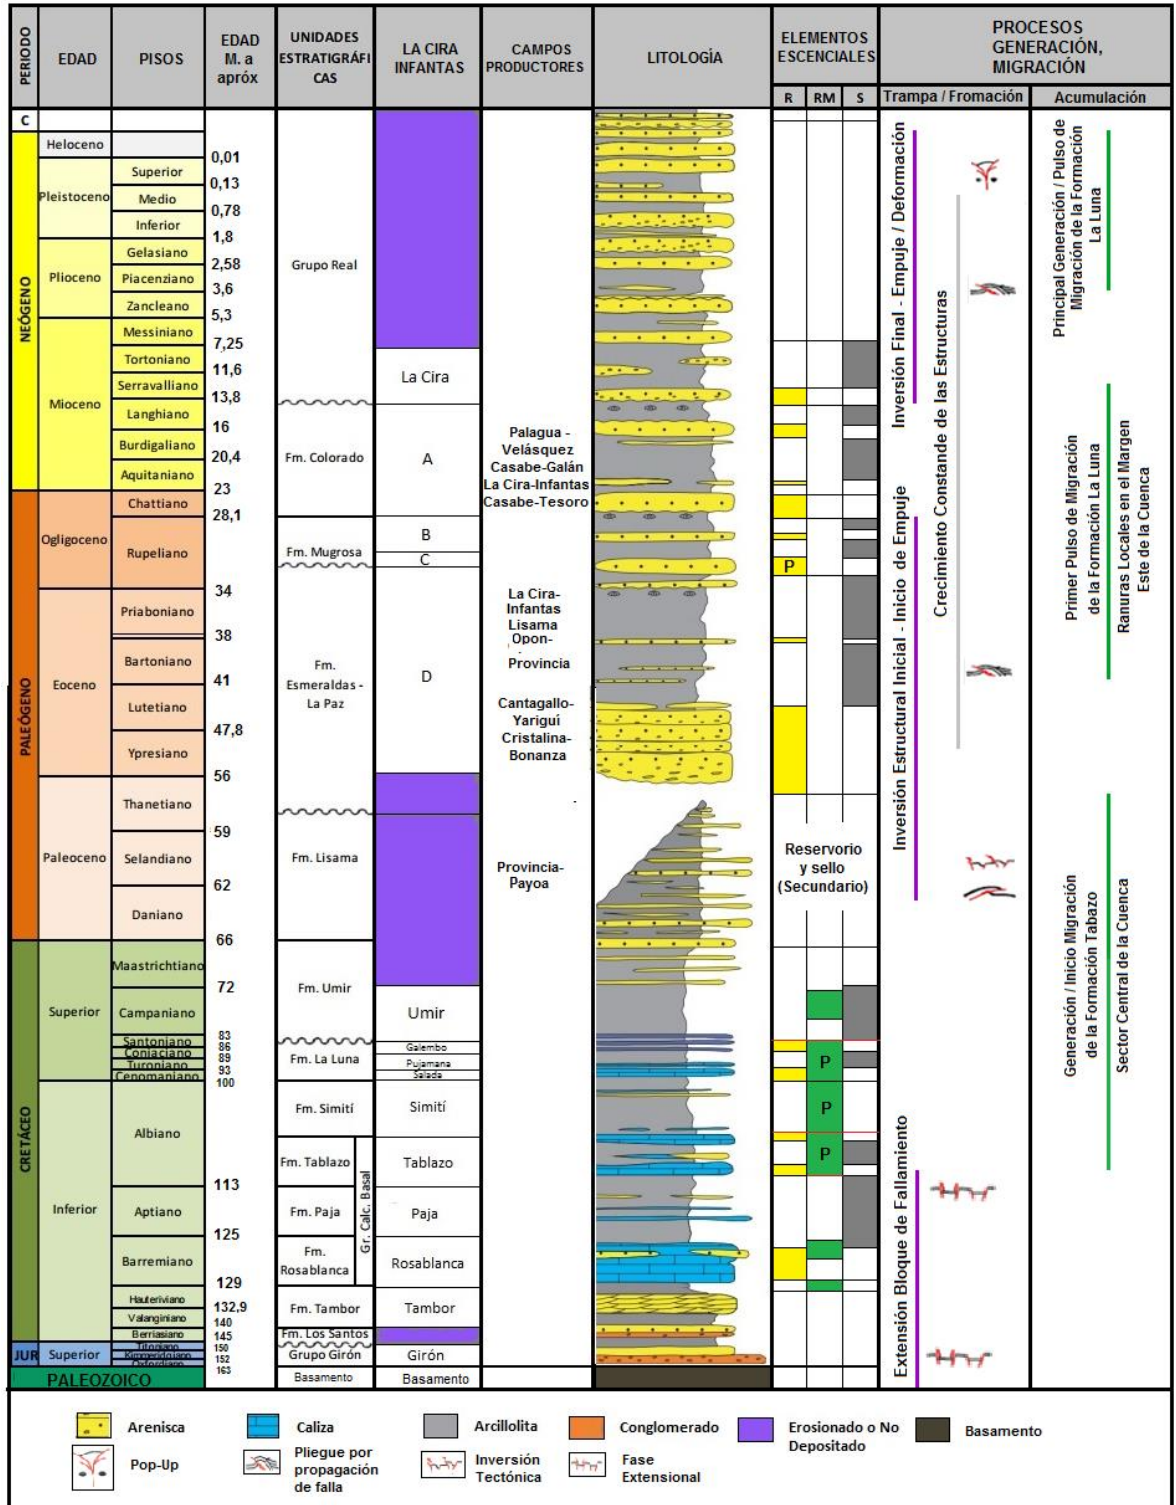 PERIODO
EDAD
PISOS
EDAD
M. a
apróx
UNIDADES
ESTRATIGRÁFI
CAS
LA CIRA
INFANTAS
CAMPOS
PRODUCTORES
LITOLOGÍA
ELEMENTOS
ESCENCIALES
R
RM
S
PROCESOS
GENERACIÓN,
MIGRACIÓN
Trampa / Fromación
Acumulación
C
NEÓGENO
PALEÓGENO
CRETÁCEO
JUR
PALEOZOICO
Heloceno
Pleistoceno
Plioceno
Mioceno
Ogligoceno
Eoceno
Paleoceno
Superior
Inferior
Superior
Superior
Medio
Inferior
Gelasiano
Piacenziano
Zancleano
Messiniano
Tortoniano
Serravalliano
Langhiano
Burdigaliano
Aquitaniano
Chattiano
Rupeliano
Priaboniano
Bartoniano
Lutetiano
Ypresiano
Thanetiano
Selandiano
Daniano
Maastrichtiano
Campaniano
Santoniano
Coniaciano
Turoniano
Cenomaniano
Albiano
Aptiano
Barremiano
Hauteriviano
Valanginiano
Berriasiano
Titoniano
Kimmeridgiano
Oxfordiano
0,01
0,13
0,78
1,8
2,58
3,6
5,3
7,25
11,6
13,8
16
20,4
23
28,1
34
38
41
47,8
56
59
62
66
72
83
86
89
93
100
113
125
129
132,9
140
145
150
152
163
Grupo Real
Fm. Colorado
Fm. Mugrosa
Fm.
Esmeraldas -
La Paz
Fm. Lisama
Fm. Umir
Fm. La Luna
Fm. Simití
Fm. Tablazo
Fm. Paja
Fm.
Rosablanca
Gr. Calc. Basal
Fm. Tambor
Fm. Los Santos
Grupo Girón
Basamento
La Cira
A
B
C
D
Umir
Galembo
Pujamana
Salada
Simití
Tablazo
Paja
Rosablanca
Tambor
Girón
Basamento
Palagua -
Velásquez
Casabe-Galán
La Cira-Infantas
Casabe-Tesoro
La Cira-
Infantas
Lisama
Opon-
Provincia
Cantagallo-
Yariguí
Cristalina-
Bonanza
Provincia-
Payoa
P
Reservorio
y sello
(Secundario)
P
P
P
Inversión Final - Empuje / Deformación
Inversión Estructural Inicial - Inicio de Empuje
Extensión Bloque de Fallamiento
Crecimiento Constande de las Estructuras
Principal Generación / Pulso de
Migración de la Formación
La Luna
Primer Pulso de Migración
de la Formación La Luna
Ranuras Locales en el Margen
Este de la Cuenca
Generación / Inicio Migración
de la Formación Tabazo
Sector Central de la Cuenca
Arenisca
Caliza
Arcillolita
Conglomerado
Erosionado o No
Depositado
Basamento
Pop-Up
Pliegue por
propagación
de falla
Inversión
Tectónica
Fase
Extensional